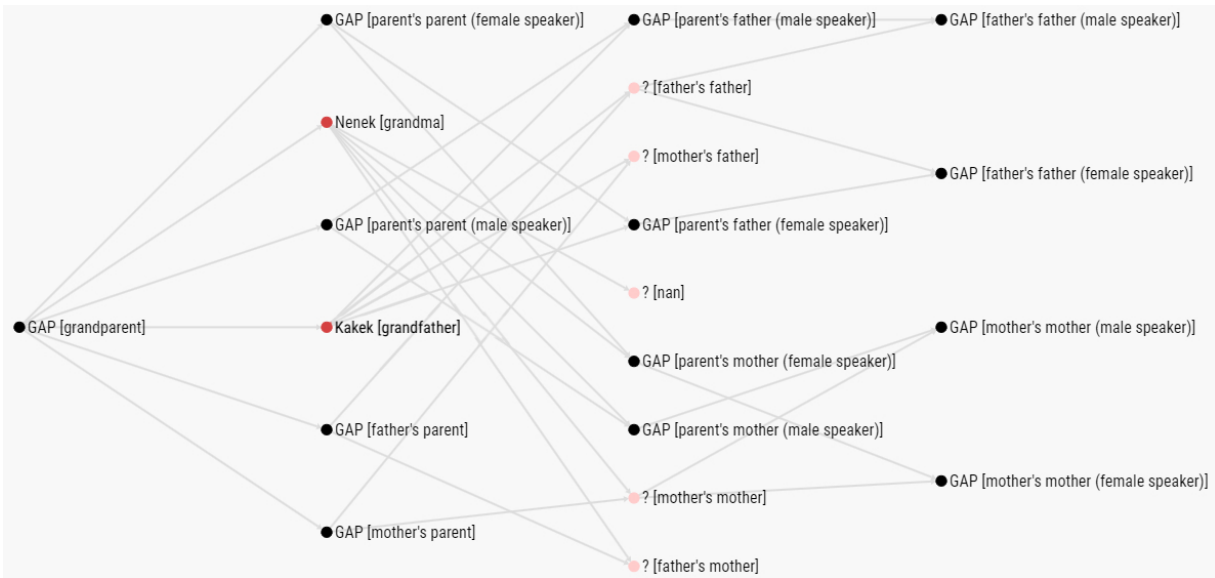 GAP [grandparent]
GAP [parent's parent (female speaker)]
Nenek [grandma]
GAP [parent's parent (male speaker)]
Kakek [grandfather]
GAP [father's parent]
GAP [mother's parent]
GAP [parent's father (male speaker)]
? [father's father]
? [mother's father]
GAP [parent's father (female speaker)]
? [nan]
GAP [parent's mother (female speaker)]
GAP [parent's mother (male speaker)]
? [mother's mother]
? [father's mother]
GAP [father's father (male speaker)]
GAP [father's father (female speaker)]
GAP [mother's mother (male speaker)]
GAP [mother's mother (female speaker)]